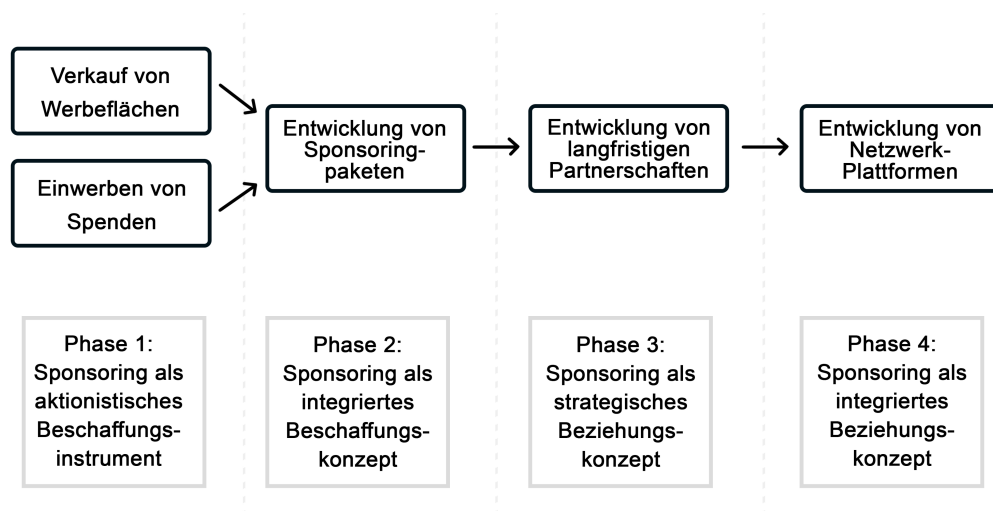 Verkauf von
Werbeflächen
Einwerben von
Spenden
Entwicklung von
Sponsoring-
paketen
Entwicklung von
langfristigen
Partnerschaften
Entwicklung von
Netzwerk-
Plattformen
Phase 1:
Sponsoring als
aktionistisches
Beschaffungs-
instrument
Phase 2:
Sponsoring als
integriertes
Beschaffungs-
konzept
Phase 3:
Sponsoring als
strategisches
Beziehungs-
konzept
Phase 4:
Sponsoring als
integriertes
Beziehungs-
konzept